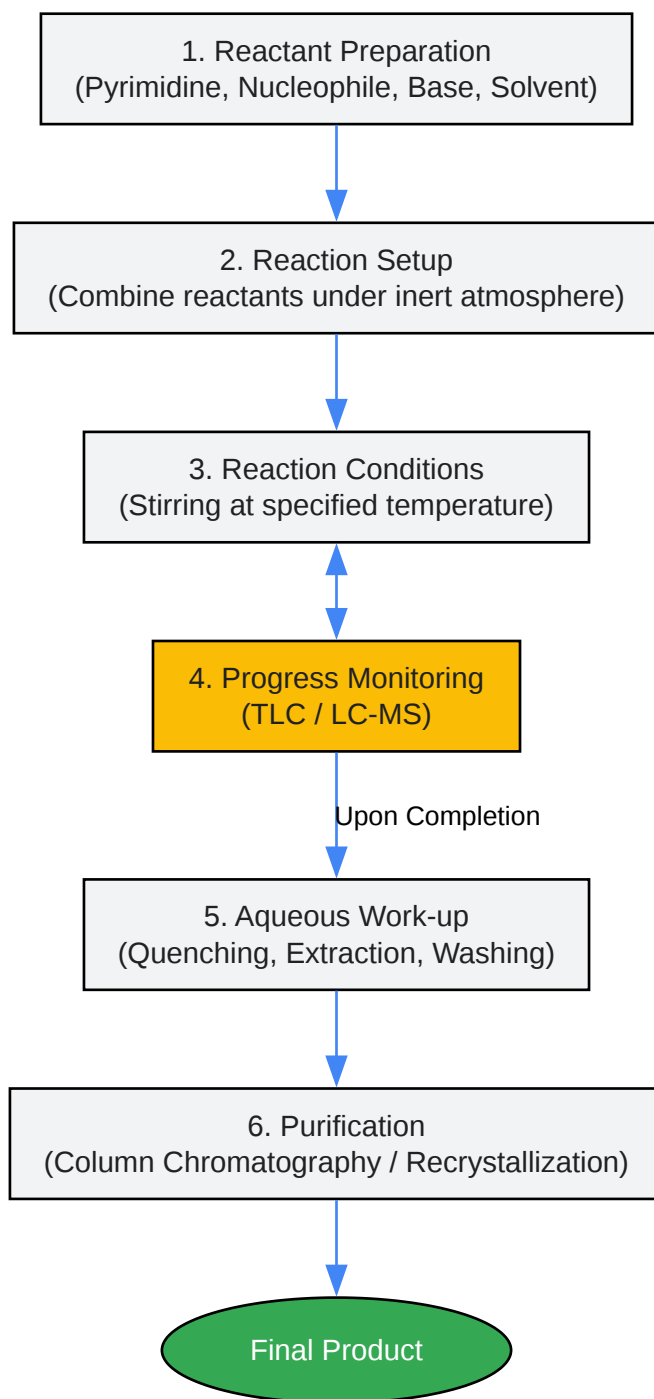 1. Reactant Preparation
(Pyrimidine, Nucleophile, Base, Solvent)
2. Reaction Setup
(Combine reactants under inert atmosphere)
3. Reaction Conditions
(Stirring at specified temperature)
4. Progress Monitoring
(TLC / LC-MS)
Upon Completion
5. Aqueous Work-up
(Quenching, Extraction, Washing)
6. Purification
(Column Chromatography / Recrystallization)
Final Product